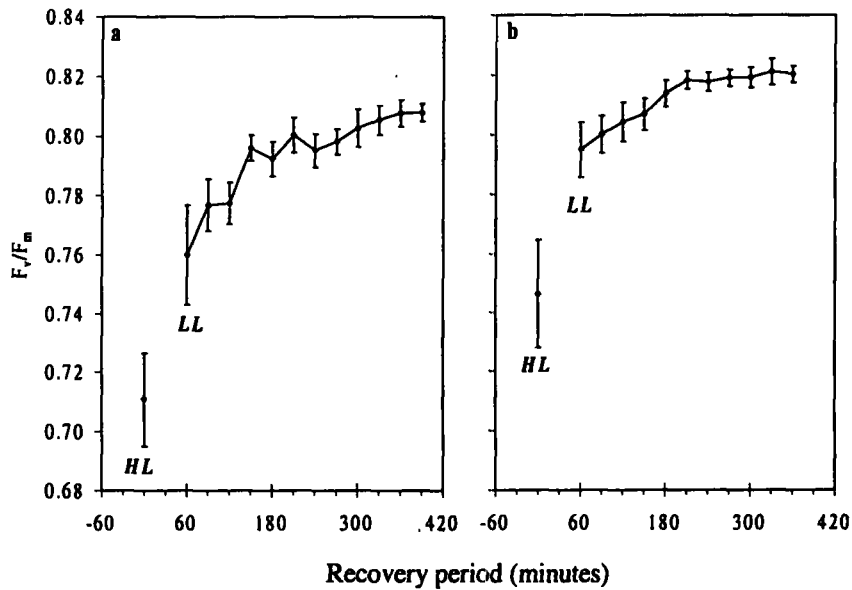 a
b
0.84
0.82
0.80
0.78
0.76
0.74
0.72
0.70
0.68
Fv/Fm
LL
HL
LL
HL
-60 60 180 300 420
-60 60 180 300 420
Recovery period (minutes)